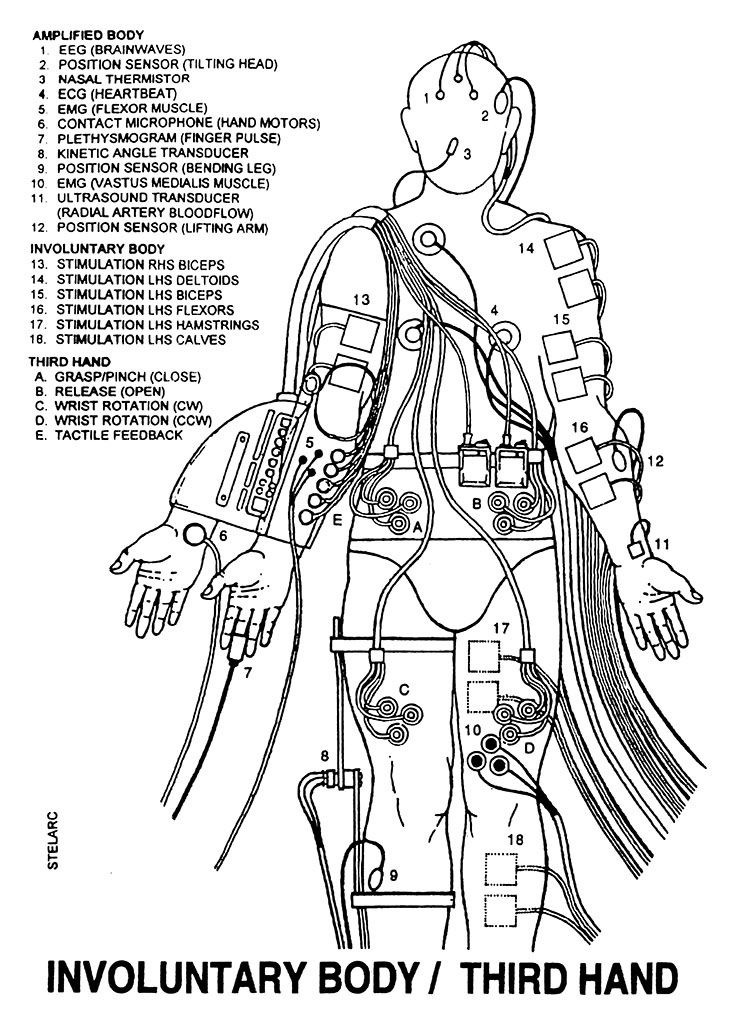 AMPLIFIED BODY
1. EEG (BRAINWAVES)
2. POSITION SENSOR (TILTING HEAD)
3 NASAL THERMISTOR
4. ECG (HEARTBEAT)
5 EMG (FLEXOR MUSCLE)
6. CONTACT MICROPHONE (HAND MOTORS)
7 PLETHYSMOGRAM (FINGER PULSE)
8 KINETIC ANGLE TRANSDUCER
9. POSITION SENSOR (BENDING LEG)
10 EMG (VASTUS MEDIALIS MUSCLE)
11 ULTRASOUND TRANSDUCER
(RADIAL ARTERY BLOODFLOW)
12. POSITION SENSOR (LIFTING ARM)
INVOLUNTARY BODY
13. STIMULATION RHS BICEPS
14. STIMULATION LHS DELTOIDS
15. STIMULATION LHS BICEPS
16. STIMULATION LHS FLEXORS
17. STIMULATION LHS HAMSTRINGS
18. STIMULATION LHS CALVES
THIRD HAND
A. GRASP/PINCH (CLOSE)
B. RELEASE (OPEN)
C. WRIST ROTATION (CW)
D. WRIST ROTATION (CCW)
E. TACTILE FEEDBACK
1
2
3
14
13
4
15
5
16
12
E
A
B
6
11
7
17
C
10
D
8
9
18
STELARC
INVOLUNTARY BODY / THIRD HAND